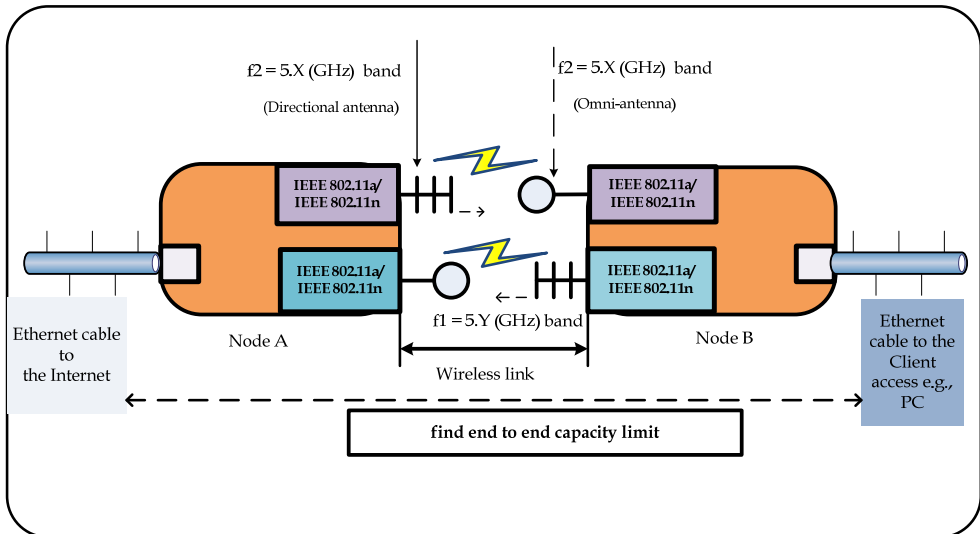 f2 = 5.X (GHz) band
(Directional antenna)
f2 = 5.X (GHz) band
(Omni-antenna)
IEEE 802.11a/
IEEE 802.11n
IEEE 802.11a/
IEEE 802.11n
IEEE 802.11a/
IEEE 802.11n
IEEE 802.11a/
IEEE 802.11n
f1 = 5.Y (GHz) band
Node A
Node B
Wireless link
Ethernet cable
to
the Internet
Ethernet
cable to the
Client
access e.g.,
PC
find end to end capacity limit